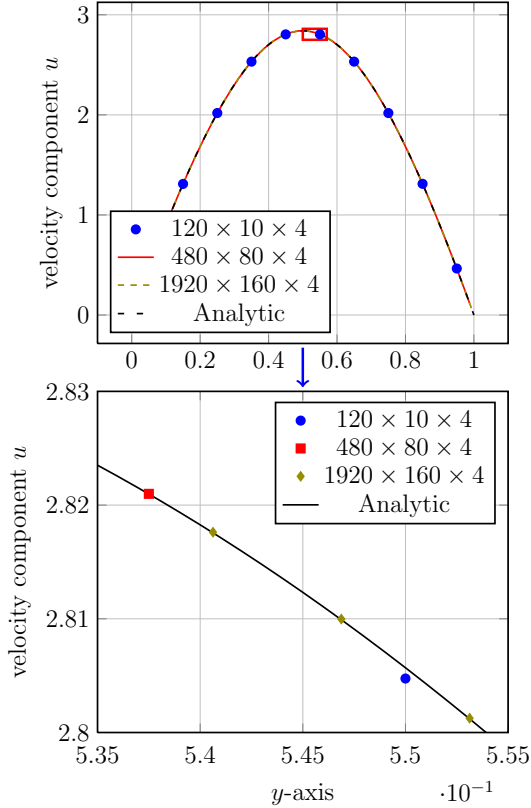 3
2
1
0
velocity component u
120 × 10 × 4
480 × 80 × 4
1920 × 160 × 4
Analytic
0 0.2 0.4 0.6 0.8 1
2.83
2.82
2.81
2.8
velocity component u
120 × 10 × 4
480 × 80 × 4
1920 × 160 × 4
Analytic
5.35 5.4 5.45 5.5 5.55
y-axis ·10⁻¹